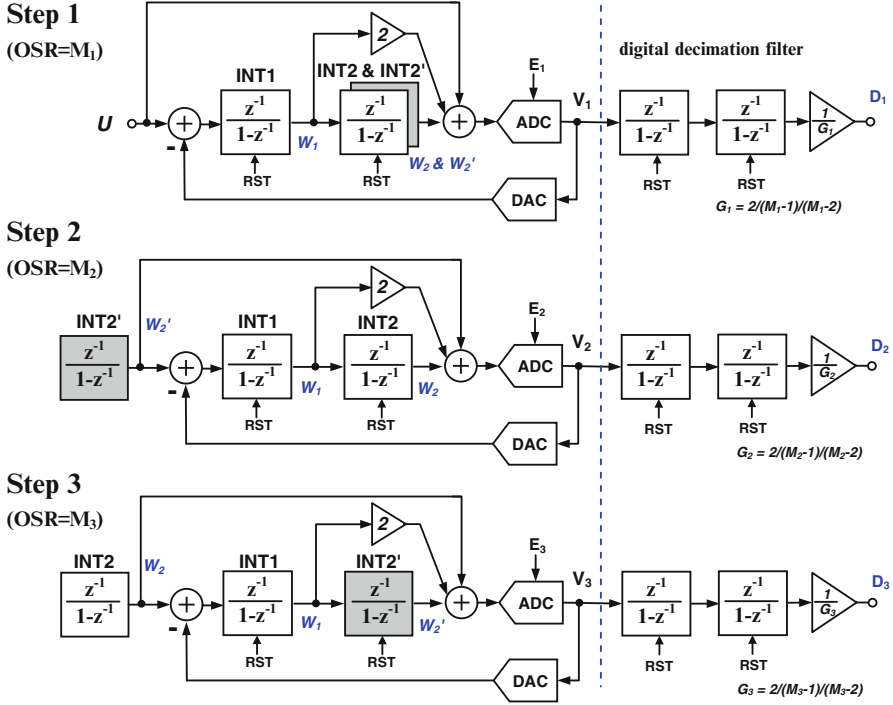 Step 1
(OSR=M₁)
digital decimation filter
2
INT1
INT2 & INT2'
E₁
V₁
D₁
U
z⁻¹
1-z⁻¹
z⁻¹
1-z⁻¹
ADC
z⁻¹
1-z⁻¹
z⁻¹
1-z⁻¹
1
G₁
-
W₁
W₂ & W₂'
RST
RST
RST
RST
DAC
G₁ = 2/(M₁-1)/(M₁-2)
Step 2
(OSR=M₂)
2
INT2'
W₂'
INT1
INT2
E₂
V₂
D₂
z⁻¹
1-z⁻¹
z⁻¹
1-z⁻¹
z⁻¹
1-z⁻¹
ADC
z⁻¹
1-z⁻¹
z⁻¹
1-z⁻¹
1
G₂
-
W₁
W₂
RST
RST
RST
RST
DAC
G₂ = 2/(M₂-1)/(M₂-2)
Step 3
(OSR=M₃)
2
INT2
W₂
INT1
INT2'
E₃
V₃
D₃
z⁻¹
1-z⁻¹
z⁻¹
1-z⁻¹
z⁻¹
1-z⁻¹
ADC
z⁻¹
1-z⁻¹
z⁻¹
1-z⁻¹
1
G₃
-
W₁
W₂'
RST
RST
RST
RST
DAC
G₃ = 2/(M₃-1)/(M₃-2)